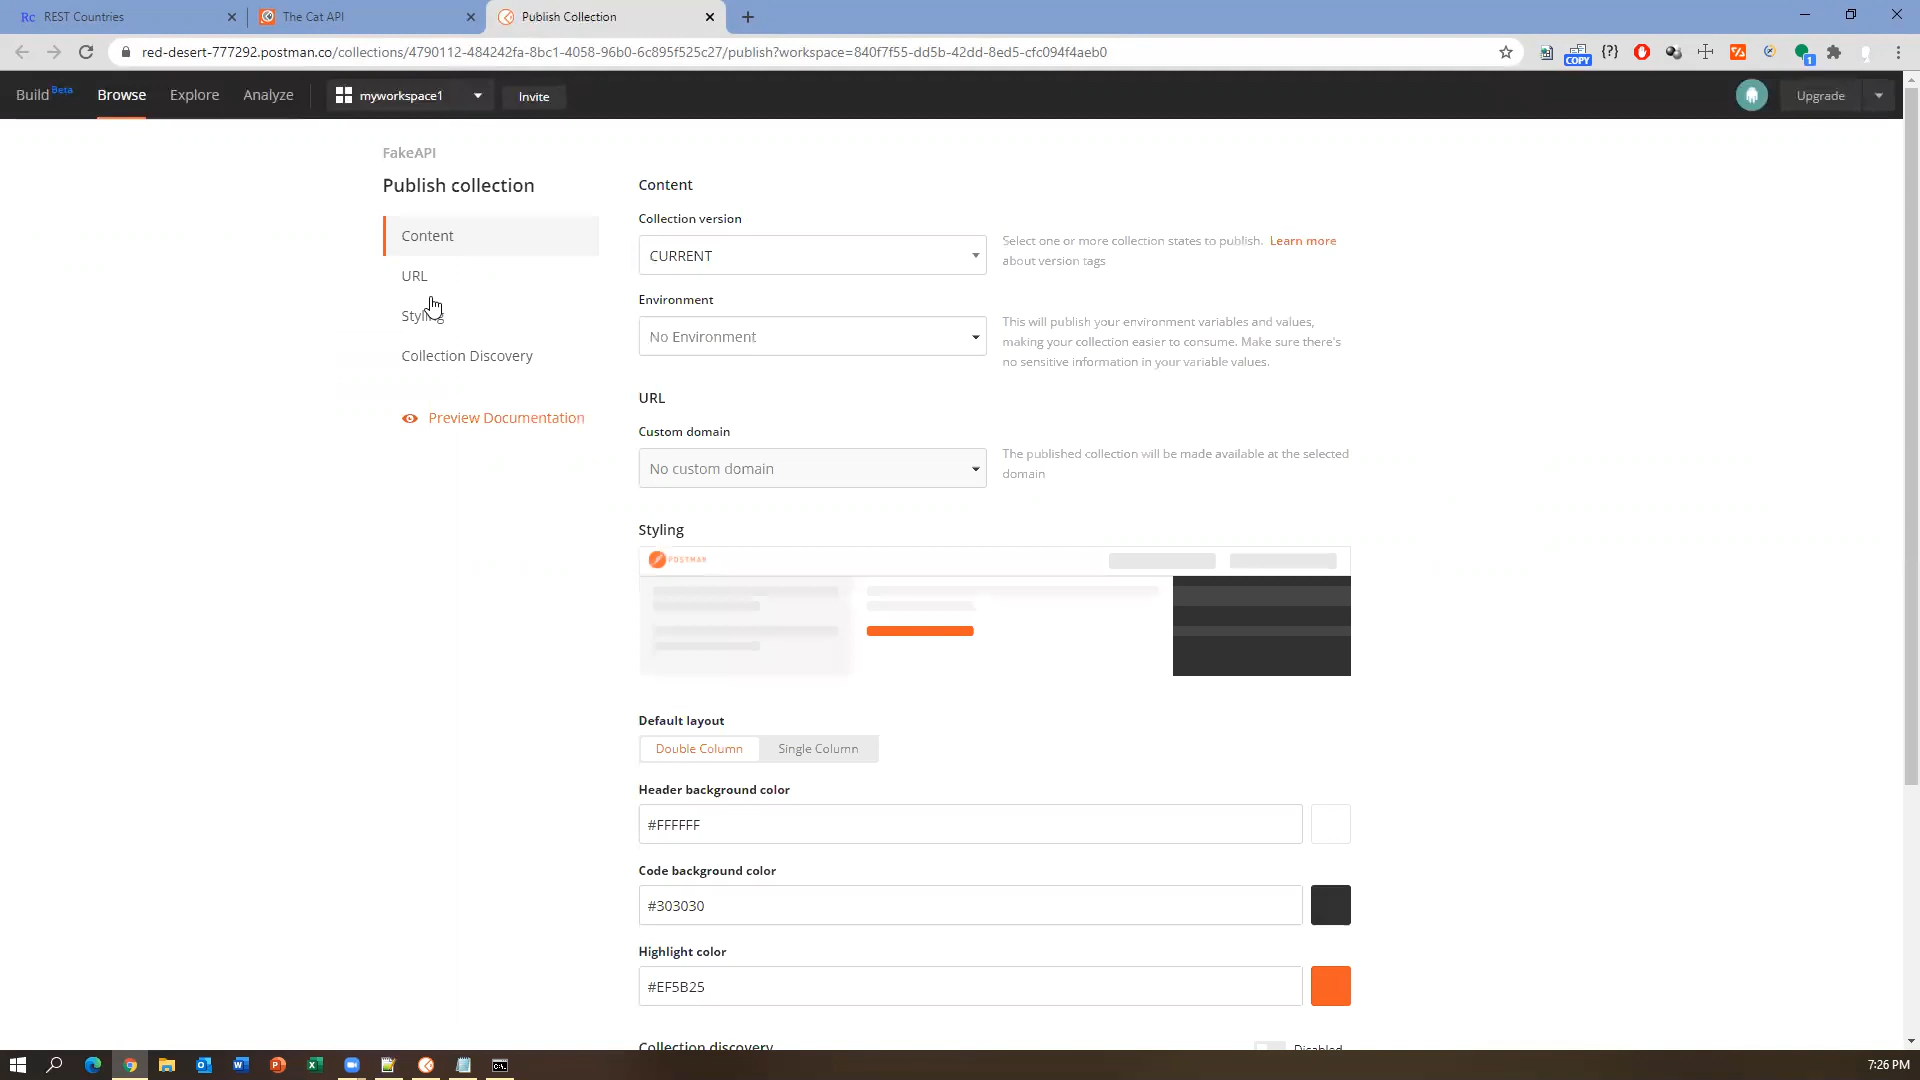 Rc REST Countries
The Cat API
Publish Collection
red-desert-777292.postman.co/collections/4790112-484242fa-8bc1-4058-96b0-6c895f525c27/publish?workspace=840f7f55-dd5b-42dd-8ed5-cfc094f4aeb0
COPY
1
Build Beta
Browse
Explore
Analyze
myworkspace1
Invite
Upgrade
FakeAPI
Publish collection
Content
URL
Styling
Collection Discovery
Preview Documentation
Content
Collection version
CURRENT
Select one or more collection states to publish. Learn more
about version tags
Environment
No Environment
This will publish your environment variables and values,
making your collection easier to consume. Make sure there's
no sensitive information in your variable values.
URL
Custom domain
No custom domain
The published collection will be made available at the selected
domain
Styling
POSTMAN
Default layout
Double Column
Single Column
Header background color
#FFFFFF
Code background color
#303030
Highlight color
#EF5B25
Collection discovery
Disabled
7:26 PM